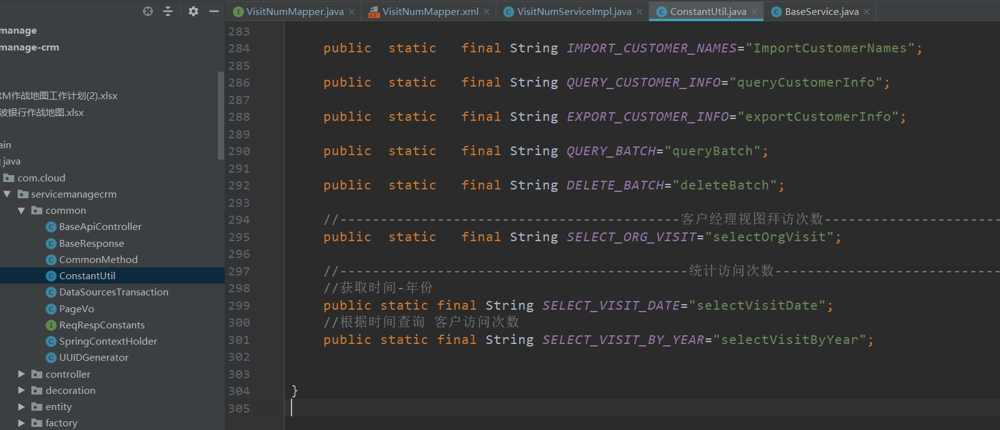 VisitNumMapper.java
VisitNumMapper.xml
VisitNumServiceImpl.java
ConstantUtil.java
BaseService.java
manage
manage-crm
RM作战地图工作计划(2).xlsx
波银行作战地图.xlsx
ain
java
com.cloud
servicemanagecrm
common
BaseApiController
BaseResponse
CommonMethod
ConstantUtil
DataSourcesTransaction
PageVo
ReqRespConstants
SpringContextHolder
UUIDGenerator
controller
decoration
entity
factory
283
284 public static final String IMPORT_CUSTOMER_NAMES="ImportCustomerNames";
285
286 public static final String QUERY_CUSTOMER_INFO="queryCustomerInfo";
287
288 public static final String EXPORT_CUSTOMER_INFO="exportCustomerInfo";
289
290 public static final String QUERY_BATCH="queryBatch";
291
292 public static final String DELETE_BATCH="deleteBatch";
293
294 //------------------------------------------客户经理视图拜访次数----------------------
295 public static final String SELECT_ORG_VISIT="selectOrgVisit";
296
297 //-------------------------------------------统计访问次数----------------------------
298 //获取时间-年份
299 public static final String SELECT_VISIT_DATE="selectVisitDate";
300 //根据时间查询 客户访问次数
301 public static final String SELECT_VISIT_BY_YEAR="selectVisitByYear";
302
303
304 }
305